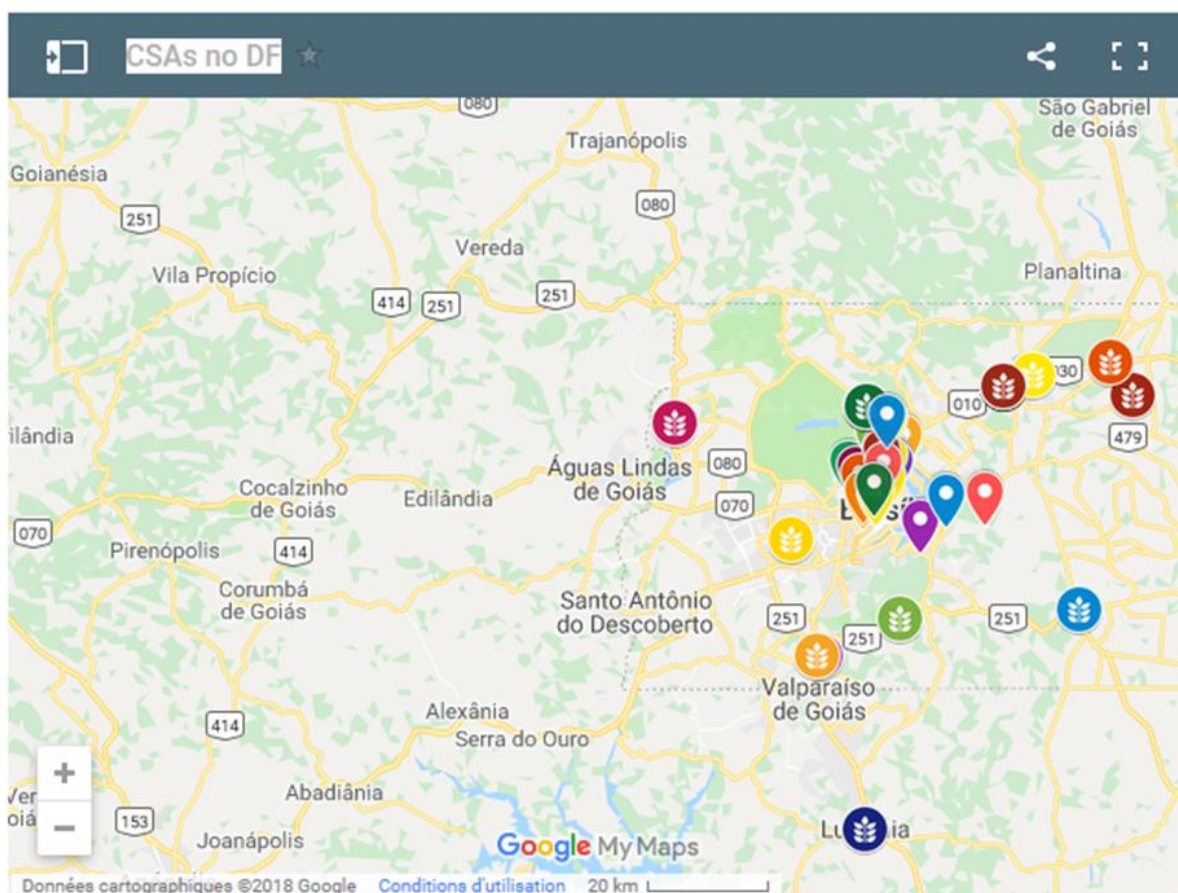 CSAs no DF
080
São Gabriel
de Goiás
Trajanópolis
Goianésia
080
251
Vereda
Planaltina
Vila Propício
251
414
251
030
010
479
Águas Lindas
de Goiás
080
Cocalzinho
de Goiás
Edilândia
070
070
Pirenópolis
414
Corumbá
de Goiás
Santo Antônio
do Descoberto
251
251
251
Valparaíso
de Goiás
Alexânia
414
Serra do Ouro
Abadiânia
153
Joanápolis
Google My Maps
Données cartographiques ©2018 Google Conditions d'utilisation 20 km